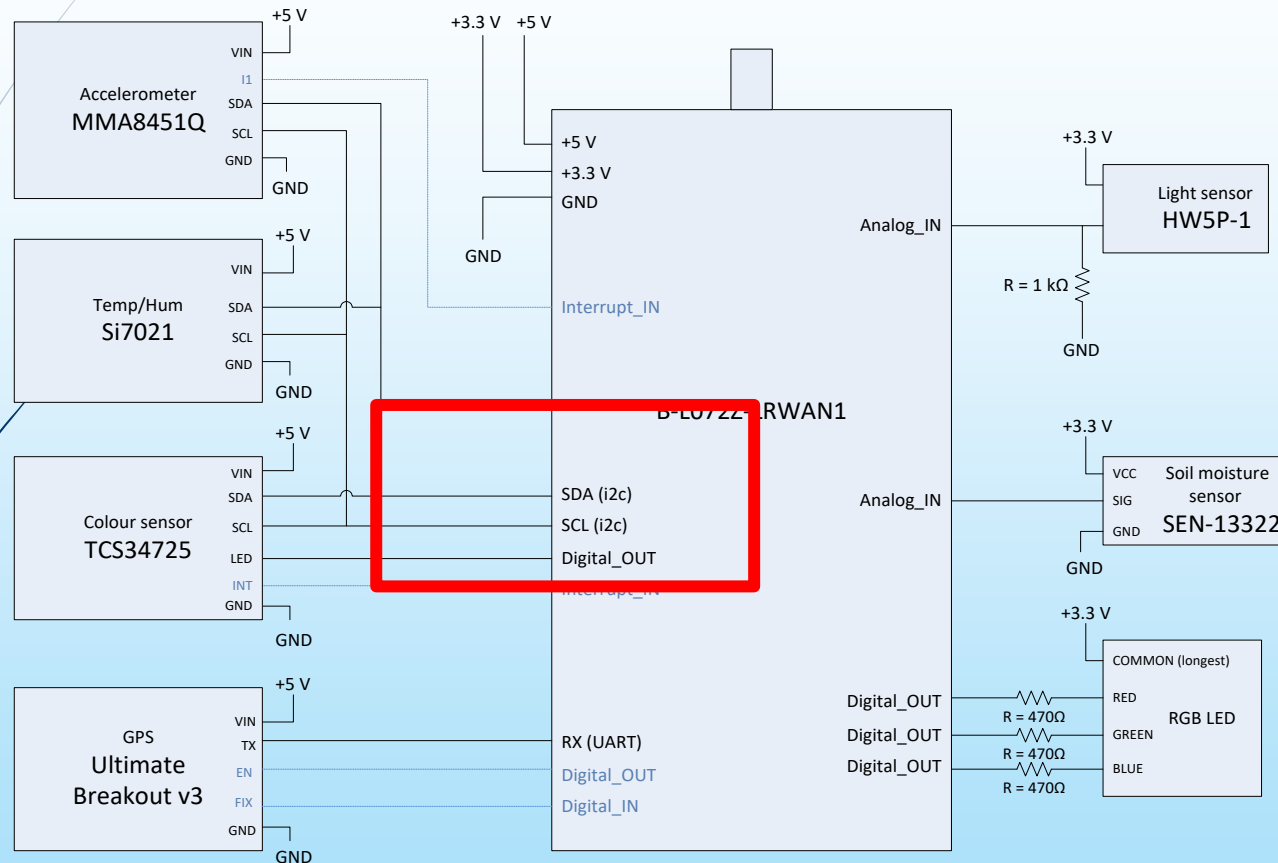 +5 V
VIN
I1
Accelerometer
MMA8451Q
SDA
SCL
GND
GND
+5 V
VIN
Temp/Hum
Si7021
SDA
SCL
GND
GND
+5 V
VIN
SDA
Colour sensor
TCS34725
SCL
LED
INT
GND
GND
+5 V
VIN
GPS
Ultimate
Breakout v3
TX
EN
FIX
GND
GND
+3.3 V +5 V
+5 V
+3.3 V
GND
GND
Interrupt_IN
B-L072Z-LRWAN1
SDA (i2c)
SCL (i2c)
Digital_OUT
Interrupt_IN
RX (UART)
Digital_OUT
Digital_IN
Analog_IN
Analog_IN
Digital_OUT
Digital_OUT
Digital_OUT
+3.3 V
Light sensor
HW5P-1
R = 1 kΩ
GND
+3.3 V
VCC
SIG
GND
Soil moisture
sensor
SEN-13322
GND
+3.3 V
COMMON (longest)
RED
GREEN
BLUE
RGB LED
R = 470Ω
R = 470Ω
R = 470Ω